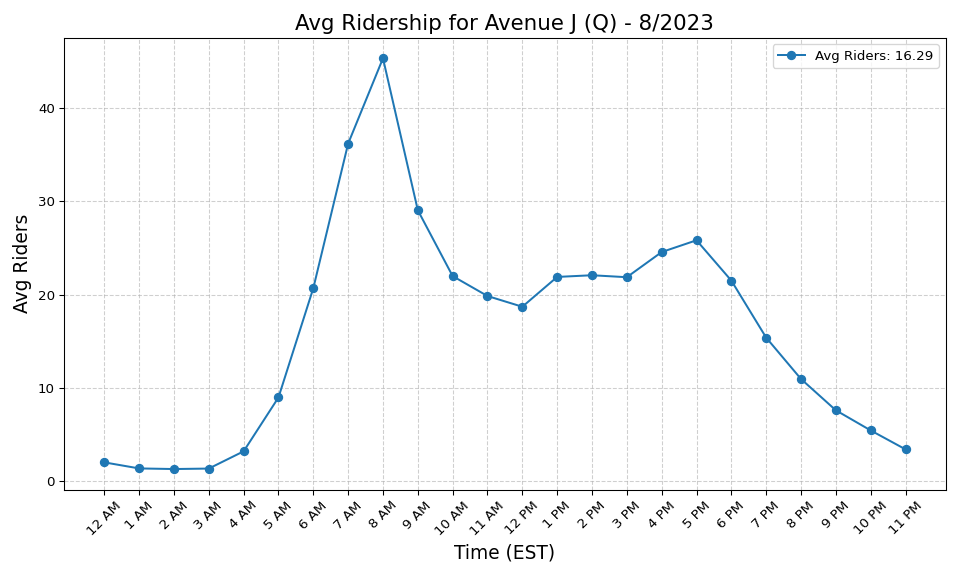 Avg Ridership for Avenue J (Q) - 8/2023
Avg Riders: 16.29
Avg Riders
40
30
20
10
0
12 AM
1 AM
2 AM
3 AM
4 AM
5 AM
6 AM
7 AM
8 AM
9 AM
10 AM
11 AM
12 PM
1 PM
2 PM
3 PM
4 PM
5 PM
6 PM
7 PM
8 PM
9 PM
10 PM
11 PM
Time (EST)